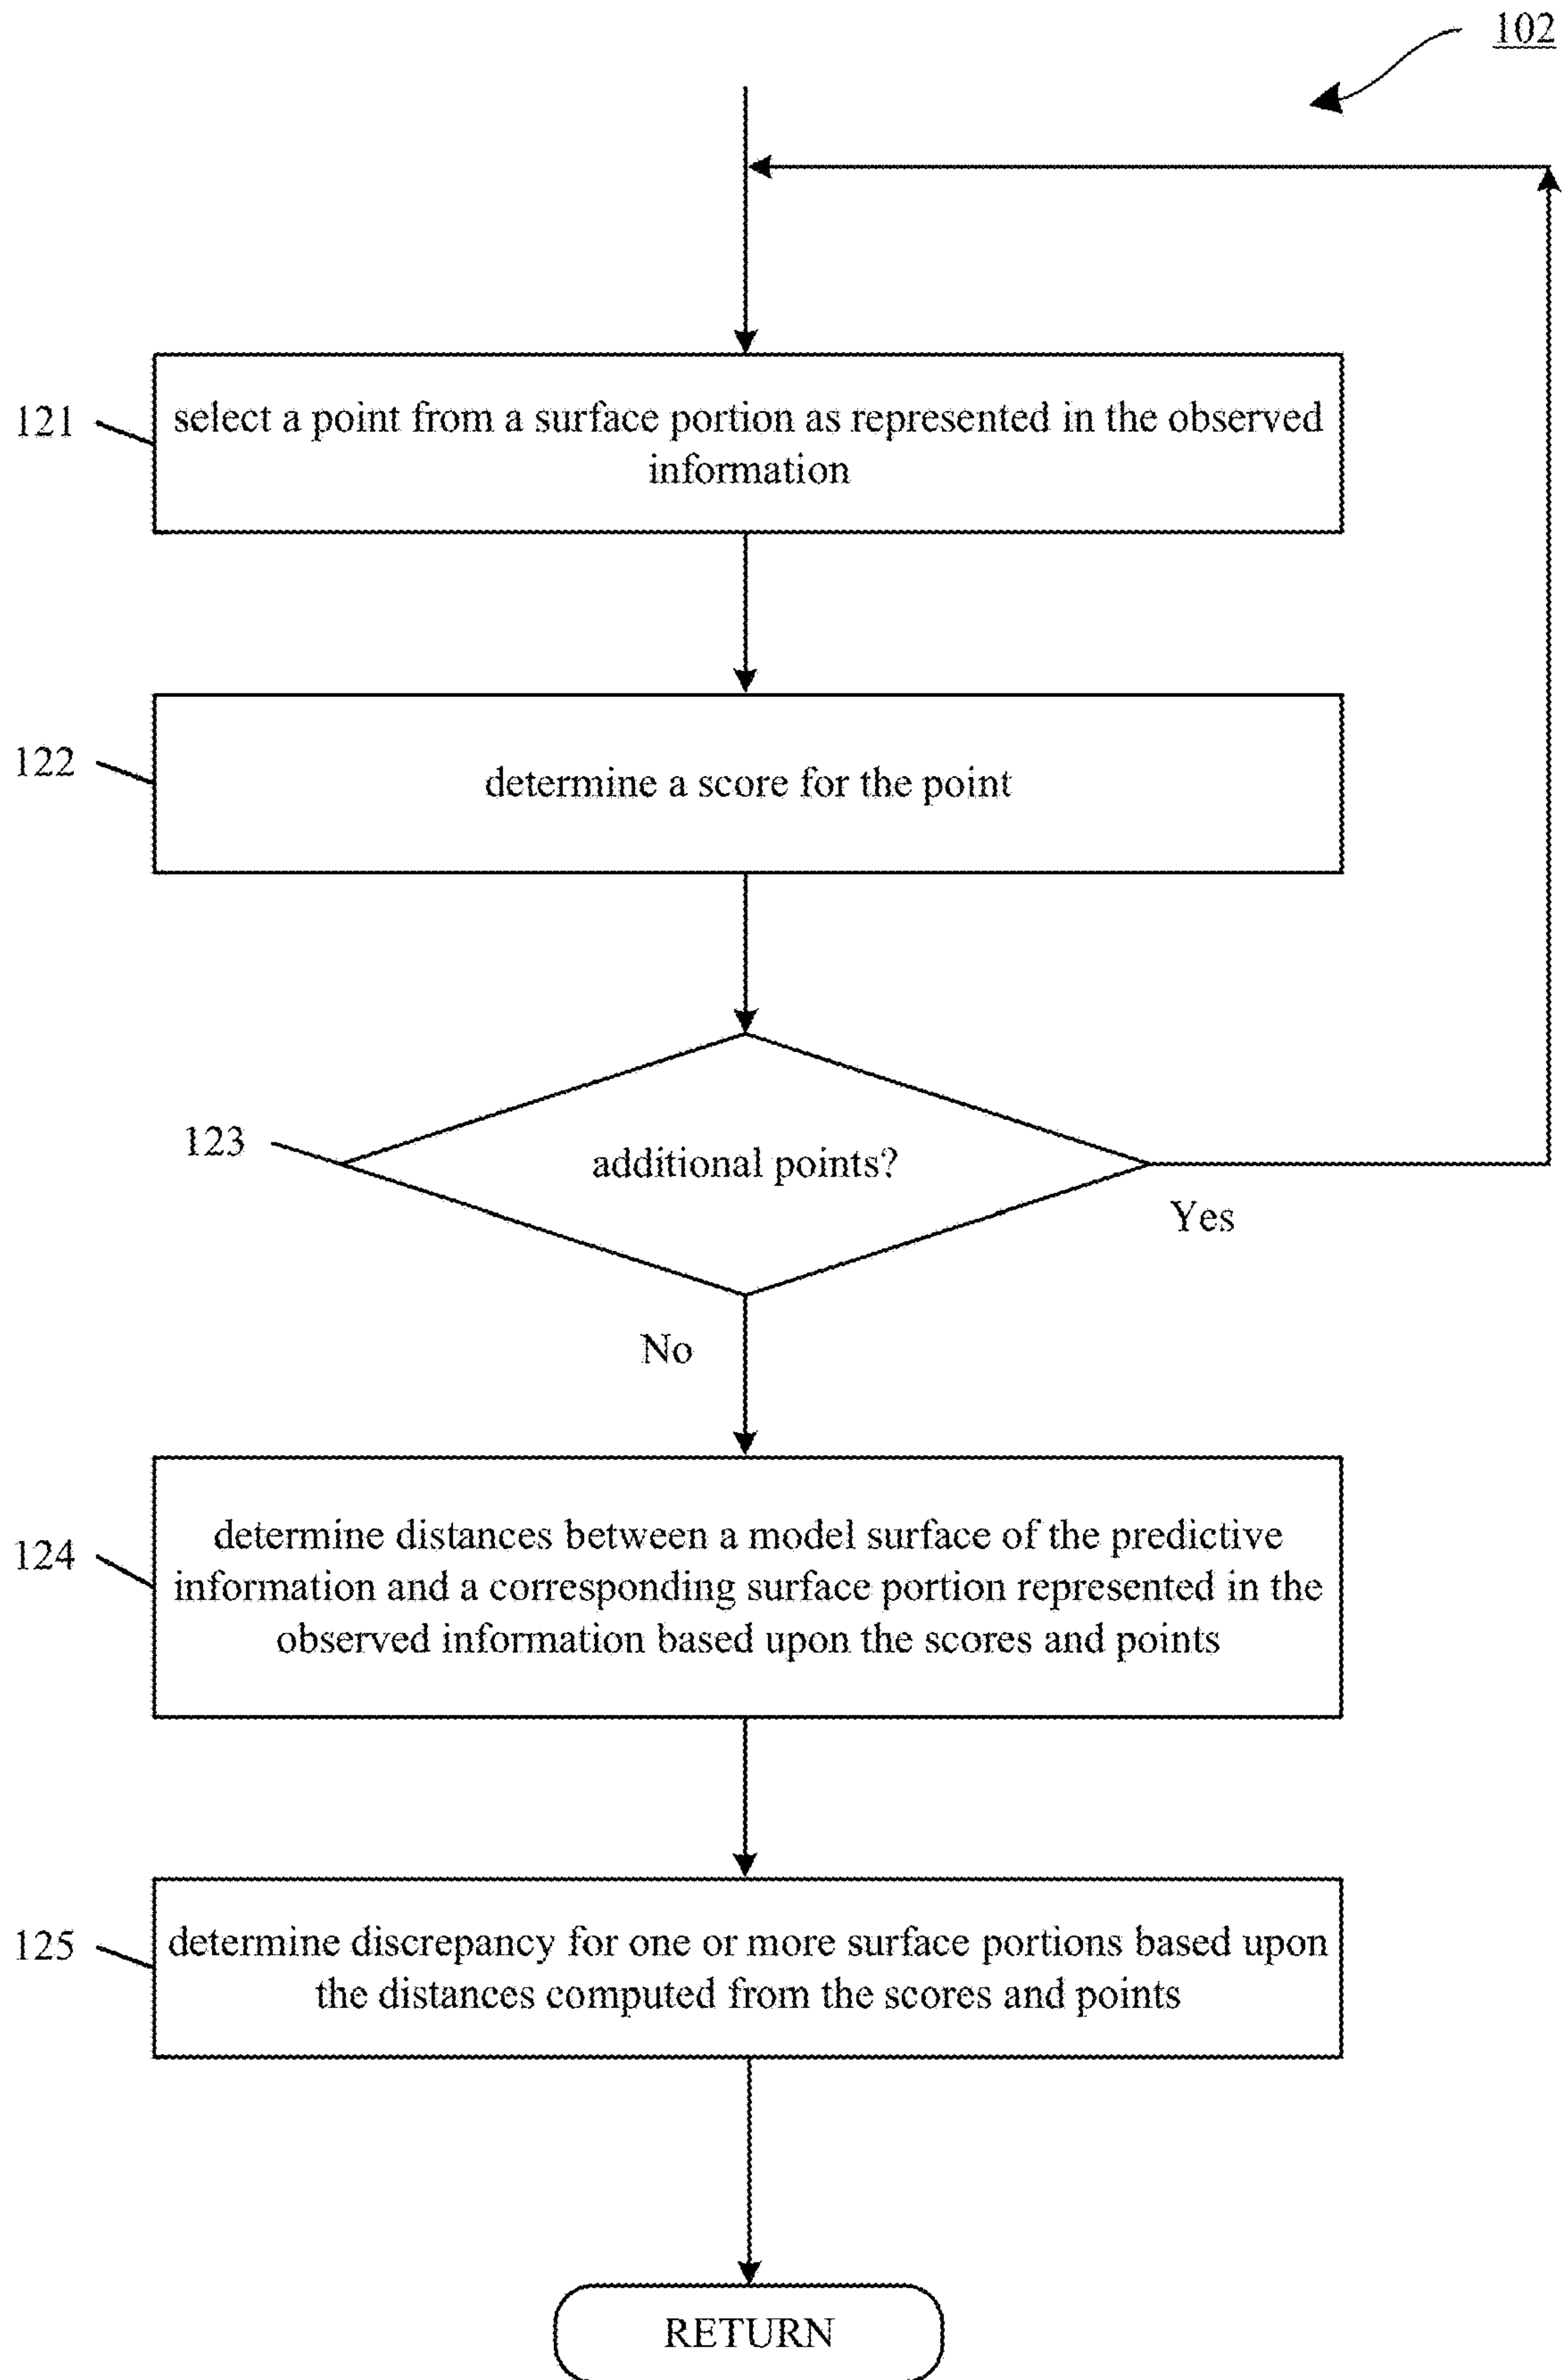 102
121
select a point from a surface portion as represented in the observed
information
122
determine a score for the point
123
additional points?
Yes
No
124
determine distances between a model surface of the predictive
information and a corresponding surface portion represented in the
observed information based upon the scores and points
125
determine discrepancy for one or more surface portions based upon
the distances computed from the scores and points
RETURN